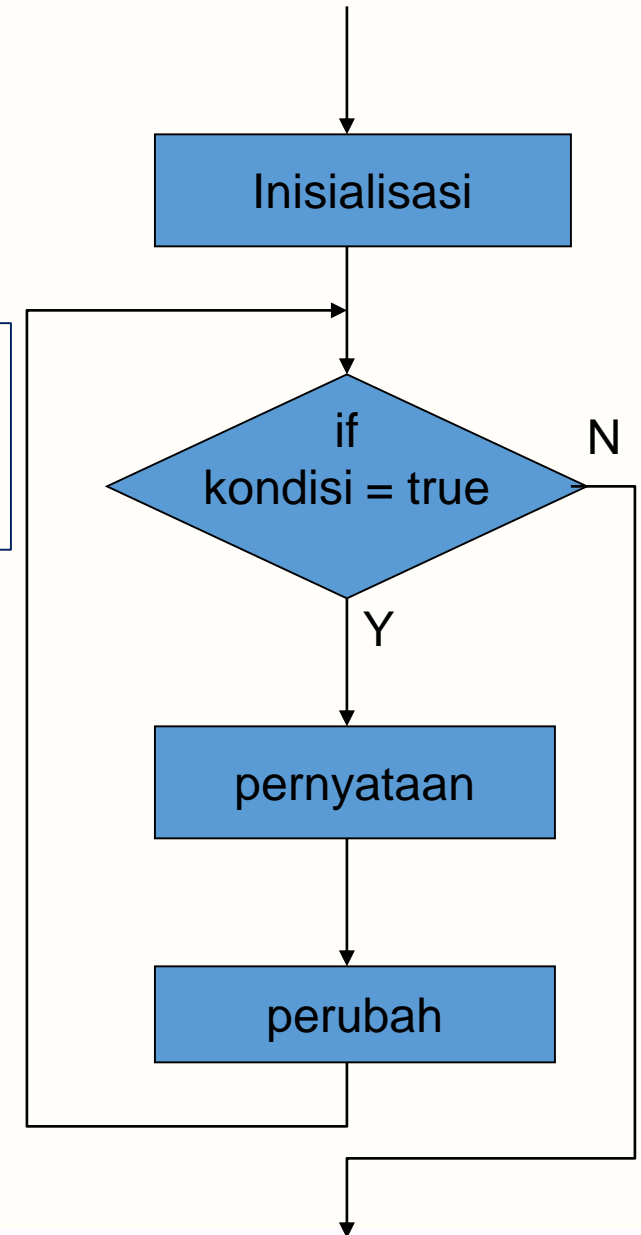 Inisialisasi
if
kondisi = true
N
Y
pernyataan
perubah